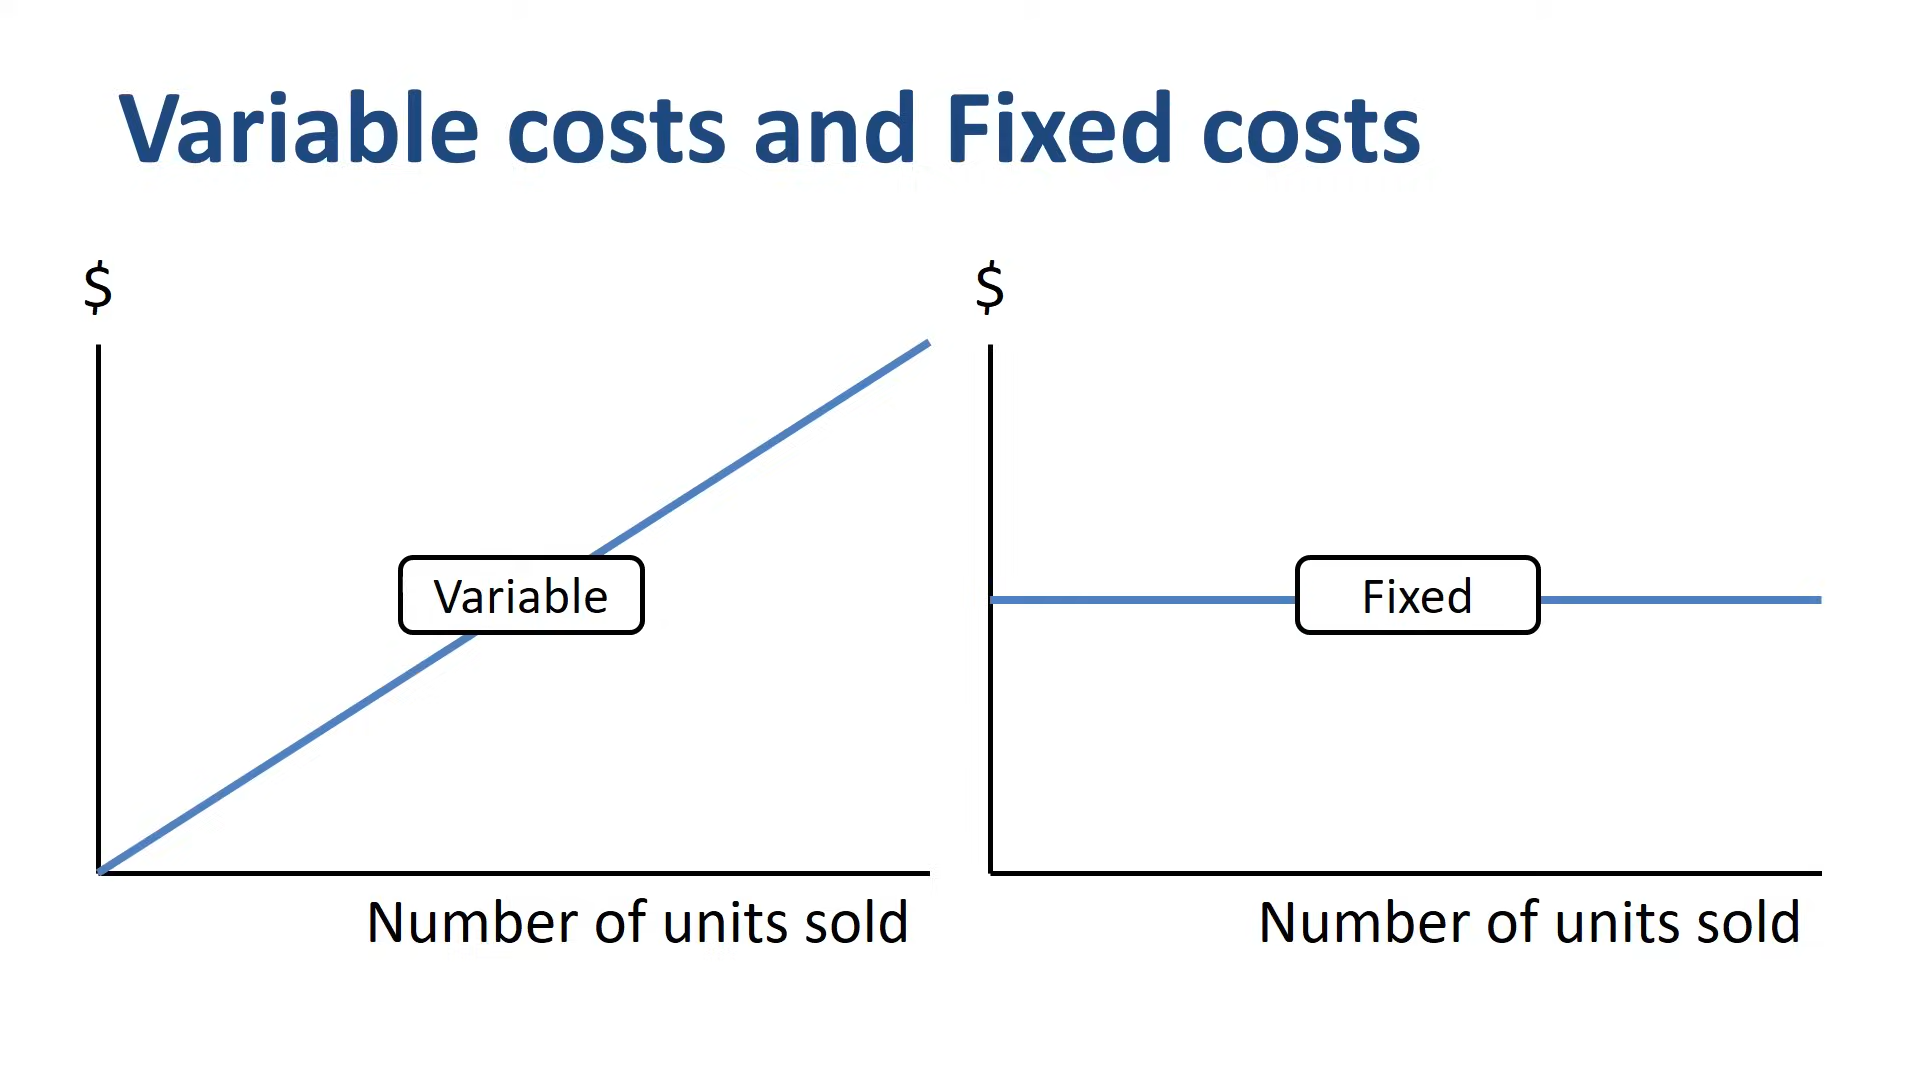 Variable costs and Fixed costs
$
Variable
Number of units sold
$
Fixed
Number of units sold